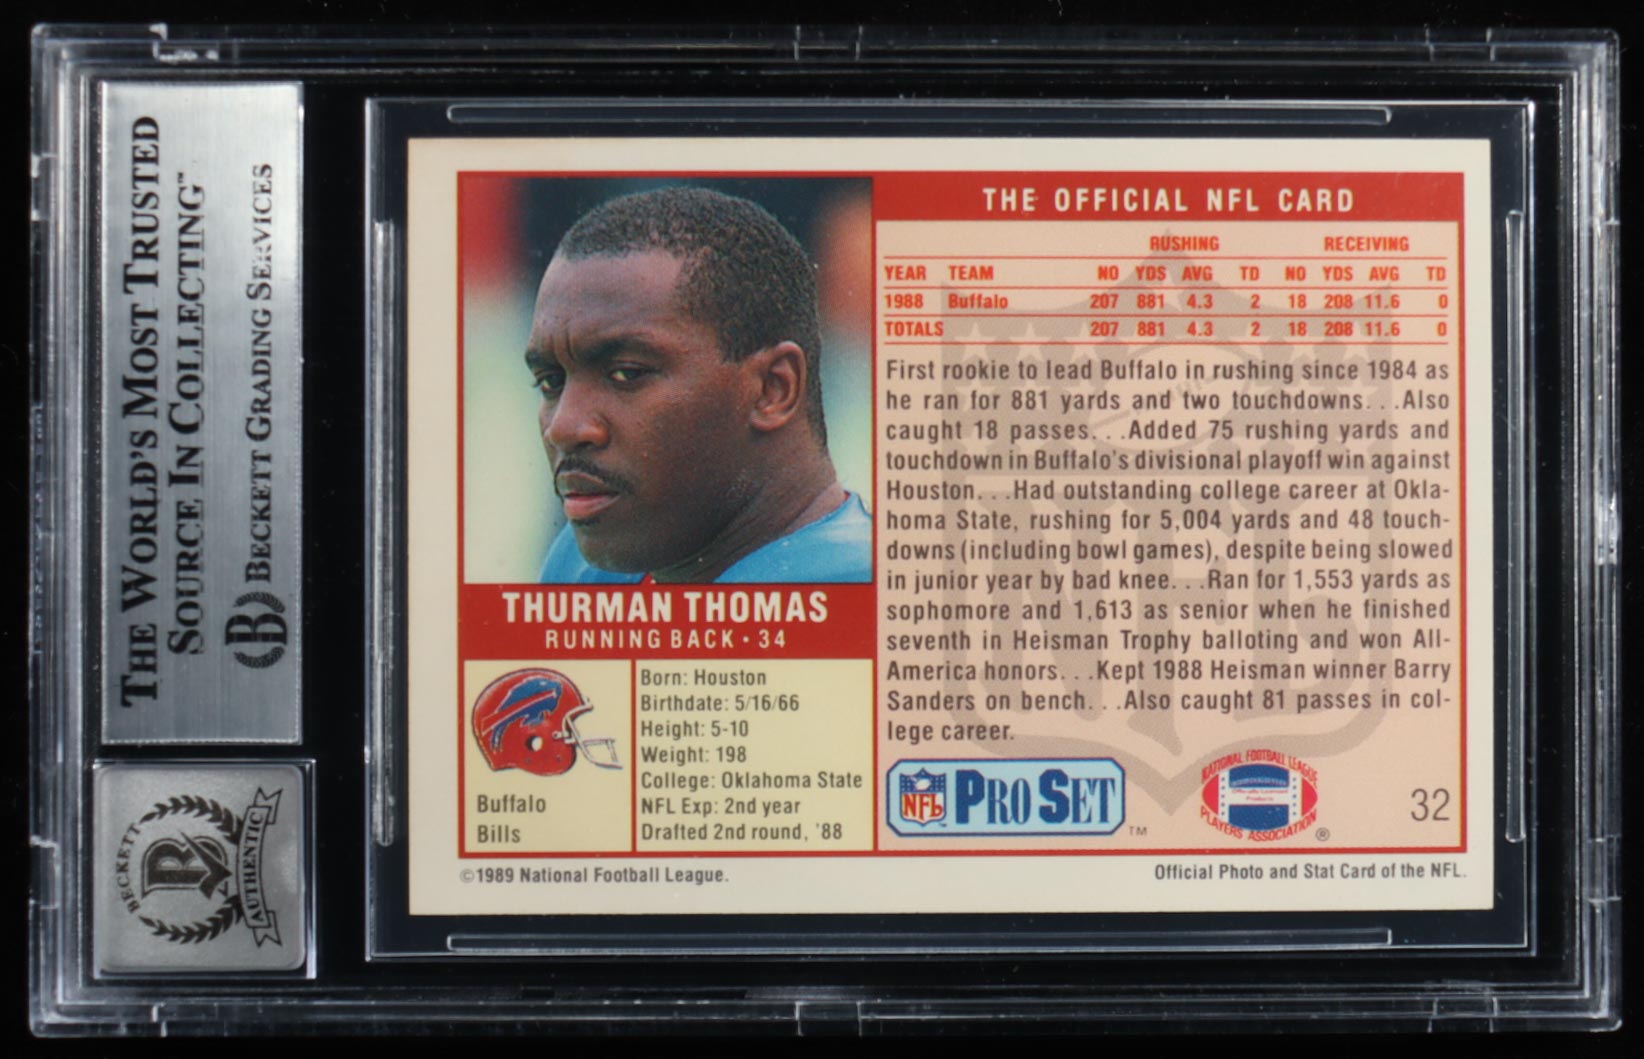 THE WORLD'S MOST TRUSTED
SOURCE IN COLLECTING™
BECKETT GRADING SERVICES
BECKETT
AUTHENTIC
THE OFFICIAL NFL CARD
RUSHING RECEIVING
YEAR TEAM NO YDS AVG TD NO YDS AVG TD
1988 Buffalo 207 881 4.3 2 18 208 11.6 0
TOTALS 207 881 4.3 2 18 208 11.6 0
First rookie to lead Buffalo in rushing since 1984 as
he ran for 881 yards and two touchdowns. . .Also
caught 18 passes. . .Added 75 rushing yards and
touchdown in Buffalo's divisional playoff win against
Houston. . .Had outstanding college career at Okla-
homa State, rushing for 5,004 yards and 48 touch-
downs (including bowl games), despite being slowed
in junior year by bad knee. . .Ran for 1,553 yards as
sophomore and 1,613 as senior when he finished
seventh in Heisman Trophy balloting and won All-
America honors. . .Kept 1988 Heisman winner Barry
Sanders on bench. . .Also caught 81 passes in col-
lege career.
THURMAN THOMAS
RUNNING BACK • 34
Buffalo
Bills
Born: Houston
Birthdate: 5/16/66
Height: 5-10
Weight: 198
College: Oklahoma State
NFL Exp: 2nd year
Drafted 2nd round, '88
NFL PRO SET™
NATIONAL FOOTBALL LEAGUE
Officially Licensed
Products
PLAYERS ASSOCIATION®
32
©1989 National Football League.
Official Photo and Stat Card of the NFL.